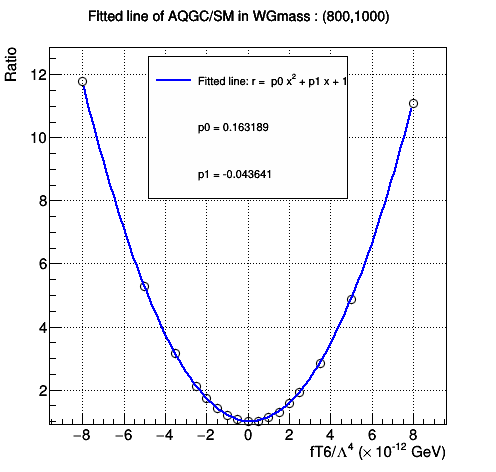 FItted line of AQGC/SM in WGmass : (800,1000)
Ratio
Fitted line: r = p0 x² + p1 x + 1
p0 = 0.163189
p1 = -0.043641
12
10
8
6
4
2
−8 −6 −4 −2 0 2 4 6 8
fT6/Λ⁴ (× 10⁻¹² GeV)